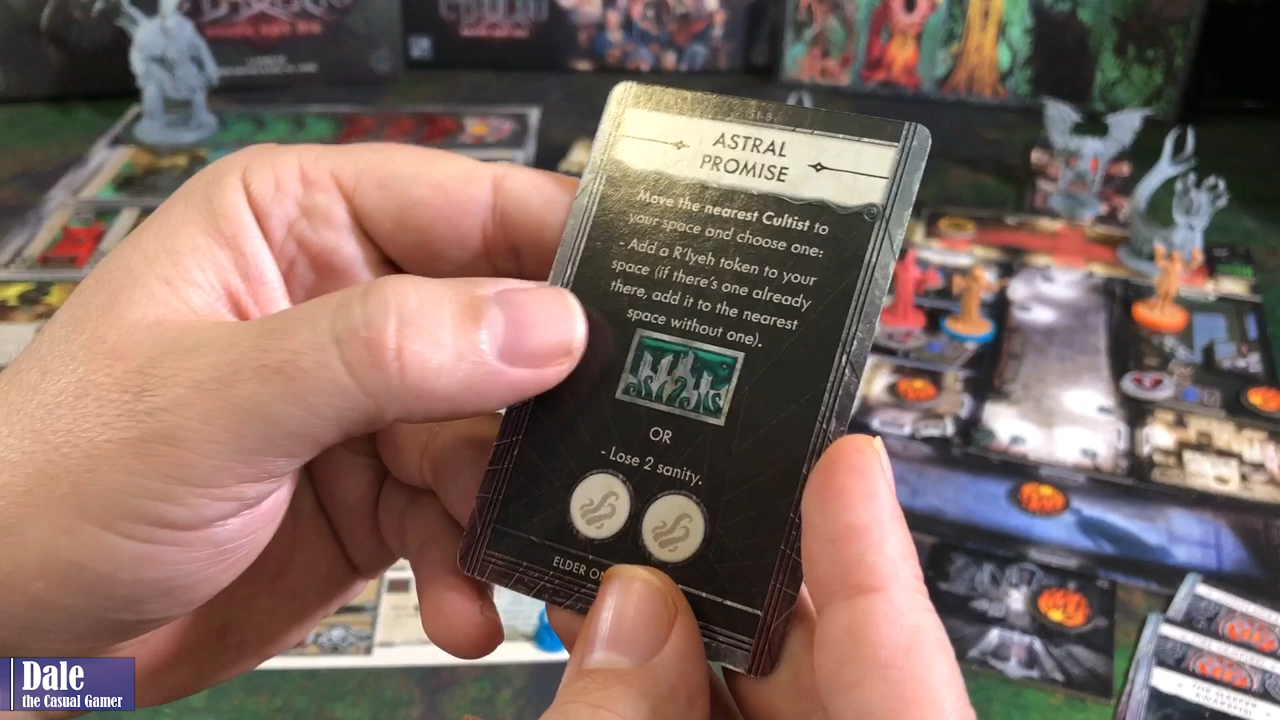 ASTRAL
PROMISE
Move the nearest Cultist to
your space and choose one:
- Add a R'lyeh token to your
space (if there's one already
there, add it to the nearest
space without one).
OR
- Lose 2 sanity.
ELDER
Dale
the Casual Gamer